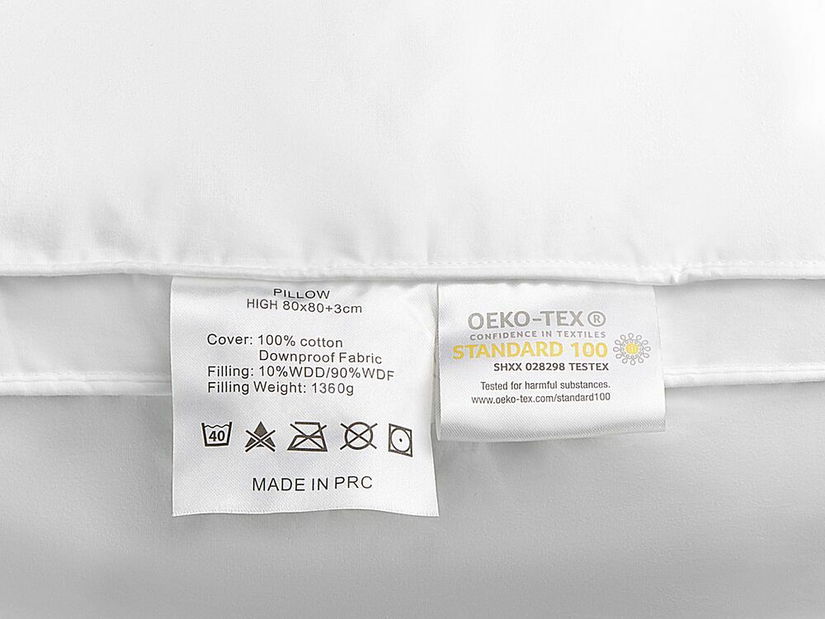 PILLOW
HIGH 80x80+3cm
Cover: 100% cotton
Downproof Fabric
Filling: 10%WDD/90%WDF
Filling Weight: 1360g
40
MADE IN PRC
OEKO-TEX®
CONFIDENCE IN TEXTILES
STANDARD 100
SHXX 028298 TESTEX
Tested for harmful substances.
www.oeko-tex.com/standard100